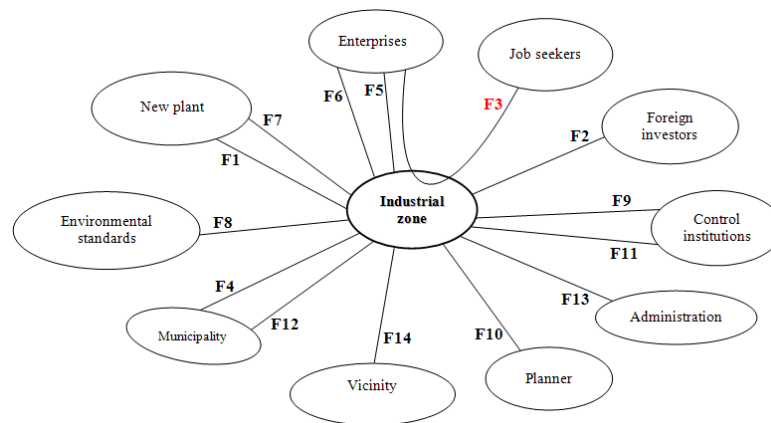 Enterprises
Job seekers
F6
F5
F3
New plant
F7
F1
Foreign
investors
F2
Industrial
zone
F9
Control
institutions
F11
Environmental
standards
F8
F4
F12
Municipality
F13
Administration
F14
Vicinity
F10
Planner